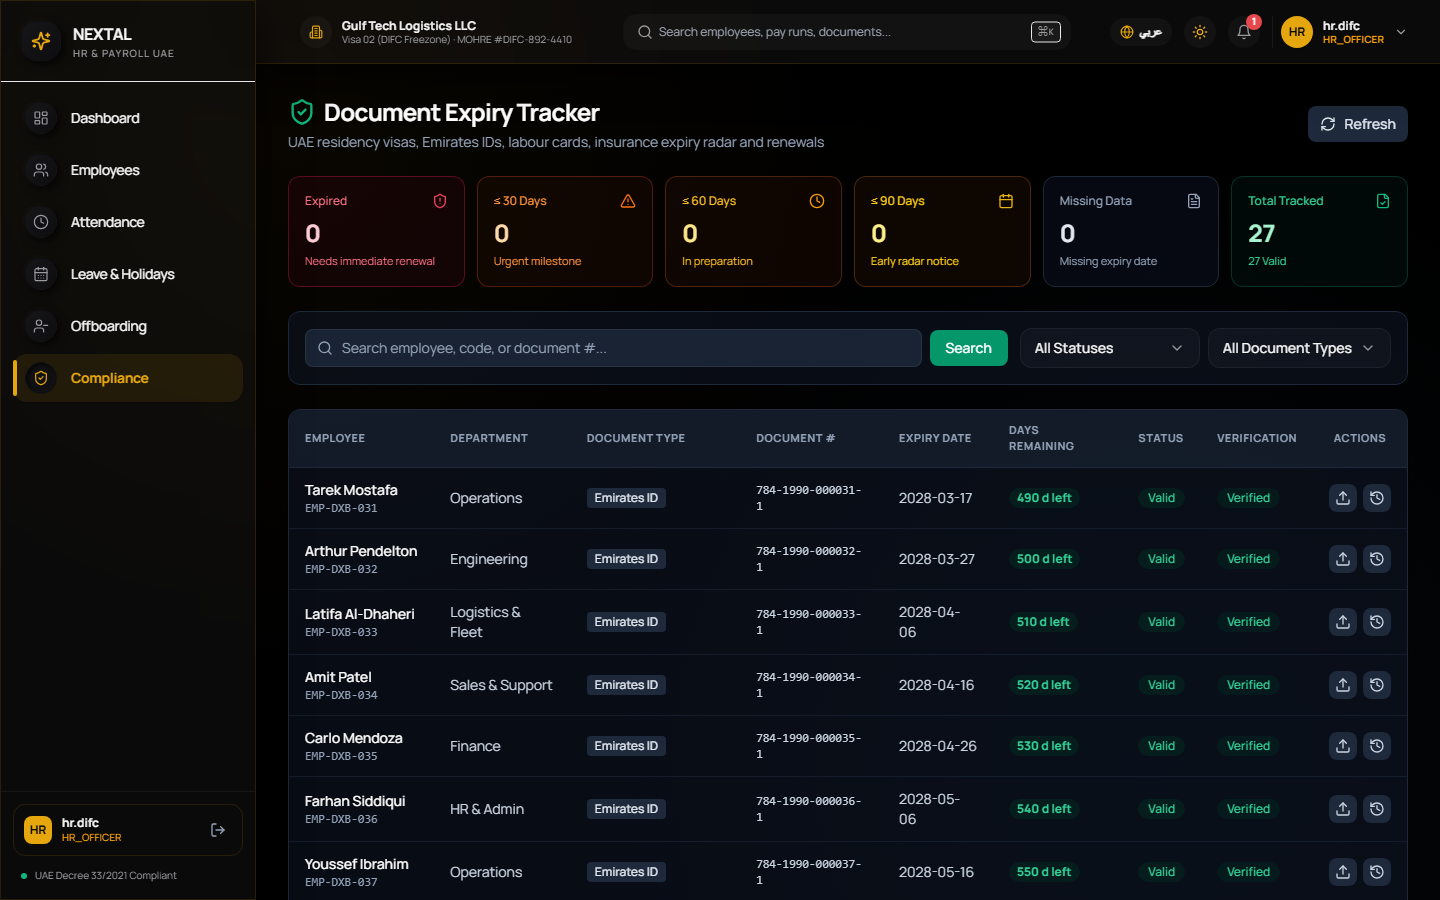 NEXTAL
HR & PAYROLL UAE
Gulf Tech Logistics LLC
Visa 02 (DIFC Freezone) · MOHRE #DIFC-892-4410
Search employees, pay runs, documents...
⌘K
عربي
1
HR
hr.difc
HR_OFFICER
Dashboard
Employees
Attendance
Leave & Holidays
Offboarding
Compliance
HR
hr.difc
HR_OFFICER
UAE Decree 33/2021 Compliant
Document Expiry Tracker
UAE residency visas, Emirates IDs, labour cards, insurance expiry radar and renewals
Refresh
Expired
0
Needs immediate renewal
≤ 30 Days
0
Urgent milestone
≤ 60 Days
0
In preparation
≤ 90 Days
0
Early radar notice
Missing Data
0
Missing expiry date
Total Tracked
27
27 Valid
Search employee, code, or document #...
Search
All Statuses
All Document Types
EMPLOYEE DEPARTMENT DOCUMENT TYPE DOCUMENT # EXPIRY DATE DAYS REMAINING STATUS VERIFICATION ACTIONS
Tarek Mostafa
EMP-DXB-031
Operations
Emirates ID
784-1990-000031-
1
2028-03-17
490 d left
Valid
Verified
Arthur Pendelton
EMP-DXB-032
Engineering
Emirates ID
784-1990-000032-
1
2028-03-27
500 d left
Valid
Verified
Latifa Al-Dhaheri
EMP-DXB-033
Logistics &
Fleet
Emirates ID
784-1990-000033-
1
2028-04-
06
510 d left
Valid
Verified
Amit Patel
EMP-DXB-034
Sales & Support
Emirates ID
784-1990-000034-
1
2028-04-16
520 d left
Valid
Verified
Carlo Mendoza
EMP-DXB-035
Finance
Emirates ID
784-1990-000035-
1
2028-04-26
530 d left
Valid
Verified
Farhan Siddiqui
EMP-DXB-036
HR & Admin
Emirates ID
784-1990-000036-
1
2028-05-
06
540 d left
Valid
Verified
Youssef Ibrahim
EMP-DXB-037
Operations
Emirates ID
784-1990-000037-
1
2028-05-16
550 d left
Valid
Verified